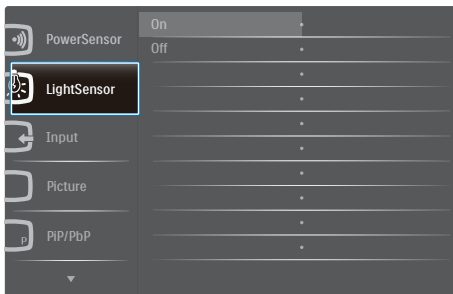 PowerSensor
LightSensor
Input
Picture
P
PiP/PbP
On
Off